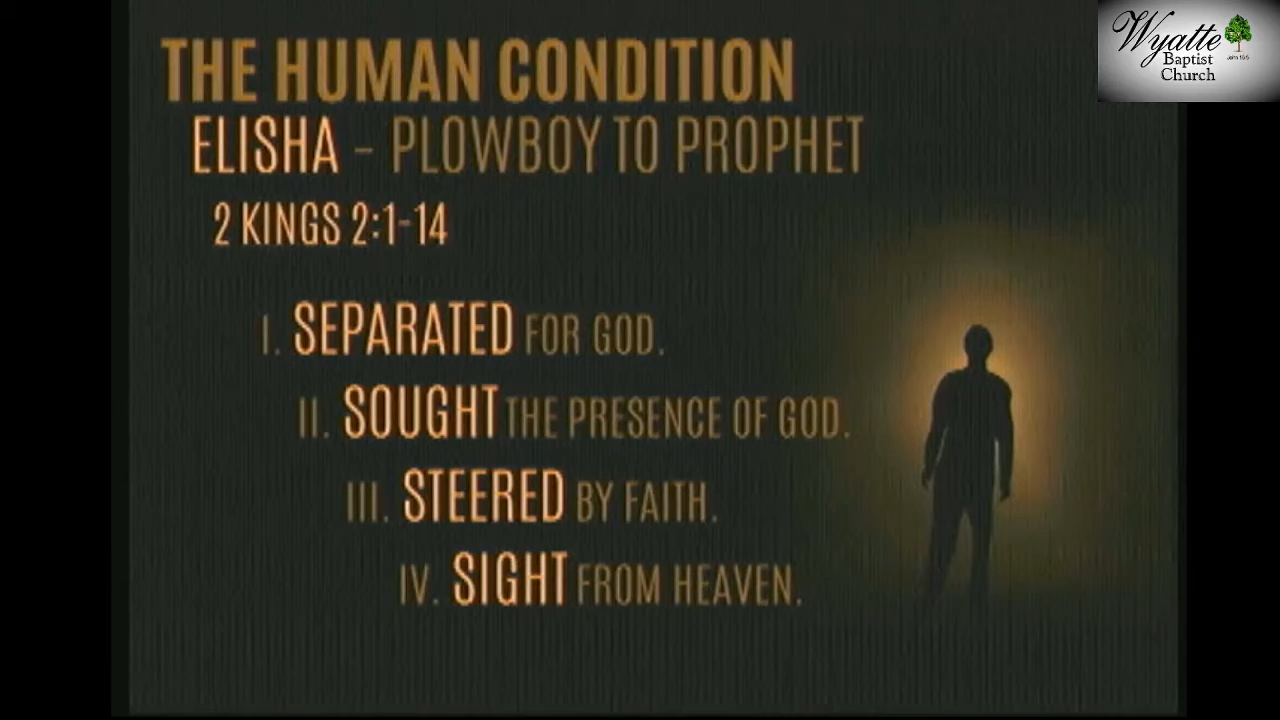 THE HUMAN CONDITION
ELISHA – PLOWBOY TO PROPHET
2 KINGS 2:1-14
I. SEPARATED FOR GOD.
II. SOUGHT THE PRESENCE OF GOD.
III. STEERED BY FAITH.
IV. SIGHT FROM HEAVEN.
Wyatte
Baptist
Church